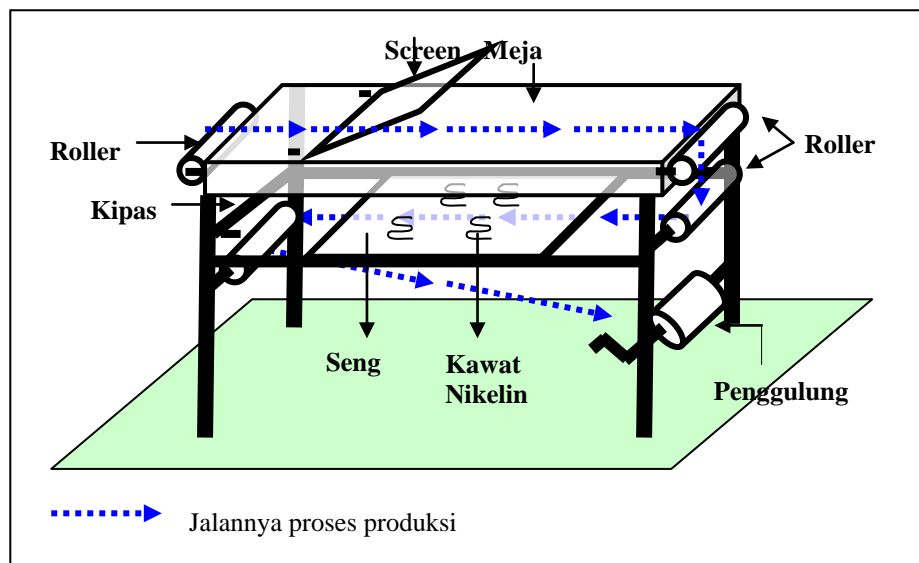 Screen Meja
Roller
Roller
Kipas
Seng
Kawat
Nikelin
Penggulung
Jalannya proses produksi